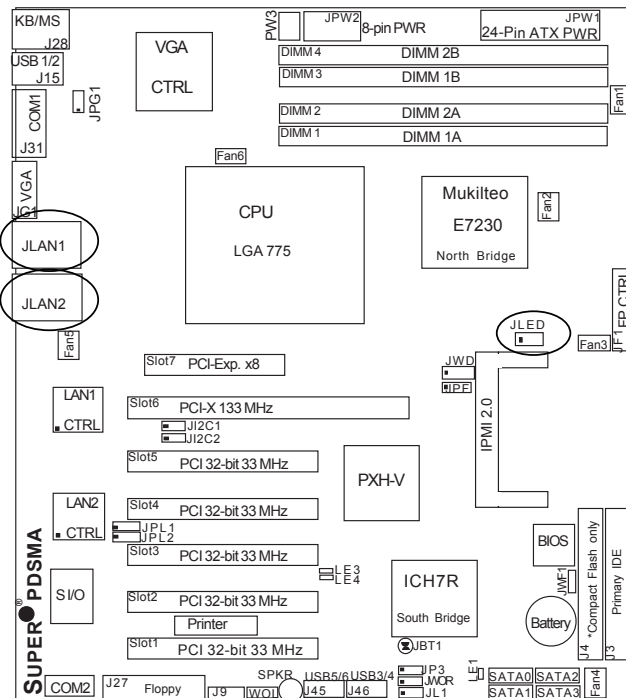 KB/MS
J28
USB 1/2
J15
COM1
J31
JPG1
VGA
JG1
VGA
CTRL
PW3
JPW2
8-pin PWR
JPW1
24-Pin ATX PWR
DIMM 4
DIMM 2B
DIMM 3
DIMM 1B
DIMM 2
DIMM 2A
DIMM 1
DIMM 1A
Fan1
Fan6
CPU
LGA 775
Mukilteo
E7230
North Bridge
Fan2
JLAN1
JLAN2
Fan5
JLED
Fan3
FP CTRL
JF1
JWD
IPF
IPMI 2.0
Slot7
PCI-Exp. x8
LAN1
CTRL
Slot6
PCI-X 133 MHz
JI2C1
JI2C2
Slot5
PCI 32-bit 33 MHz
PXH-V
LAN2
CTRL
Slot4
PCI 32-bit 33 MHz
JPL1
JPL2
Slot3
PCI 32-bit 33 MHz
LE3
LE4
BIOS
JWF1
J4
*Compact Flash only
J3
Primary IDE
SUPER® PDSMA
S I/O
Slot2
PCI 32-bit 33 MHz
Printer
ICH7R
South Bridge
Battery
Slot1
PCI 32-bit 33 MHz
JBT1
COM2
J27
Floppy
J9
WOL
SPKR
USB5/6
J45
USB3/4
J46
JP3
JWOR
JL1
LE1
SATA0
SATA2
SATA1
SATA3
Fan4